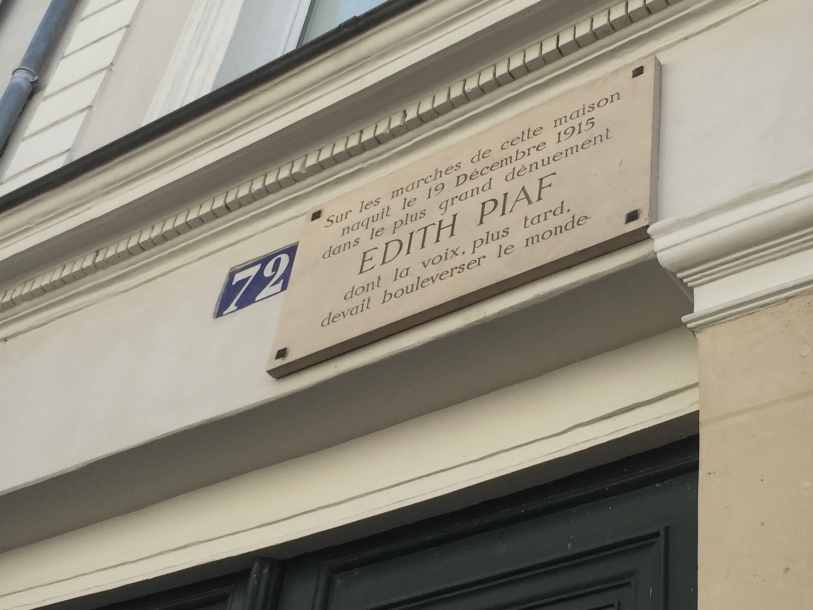 Sur les marches de cette maison
naquit le 19 Décembre 1915
dans le plus grand dénuement
EDITH PIAF
dont la voix, plus tard,
devait bouleverser le monde
72